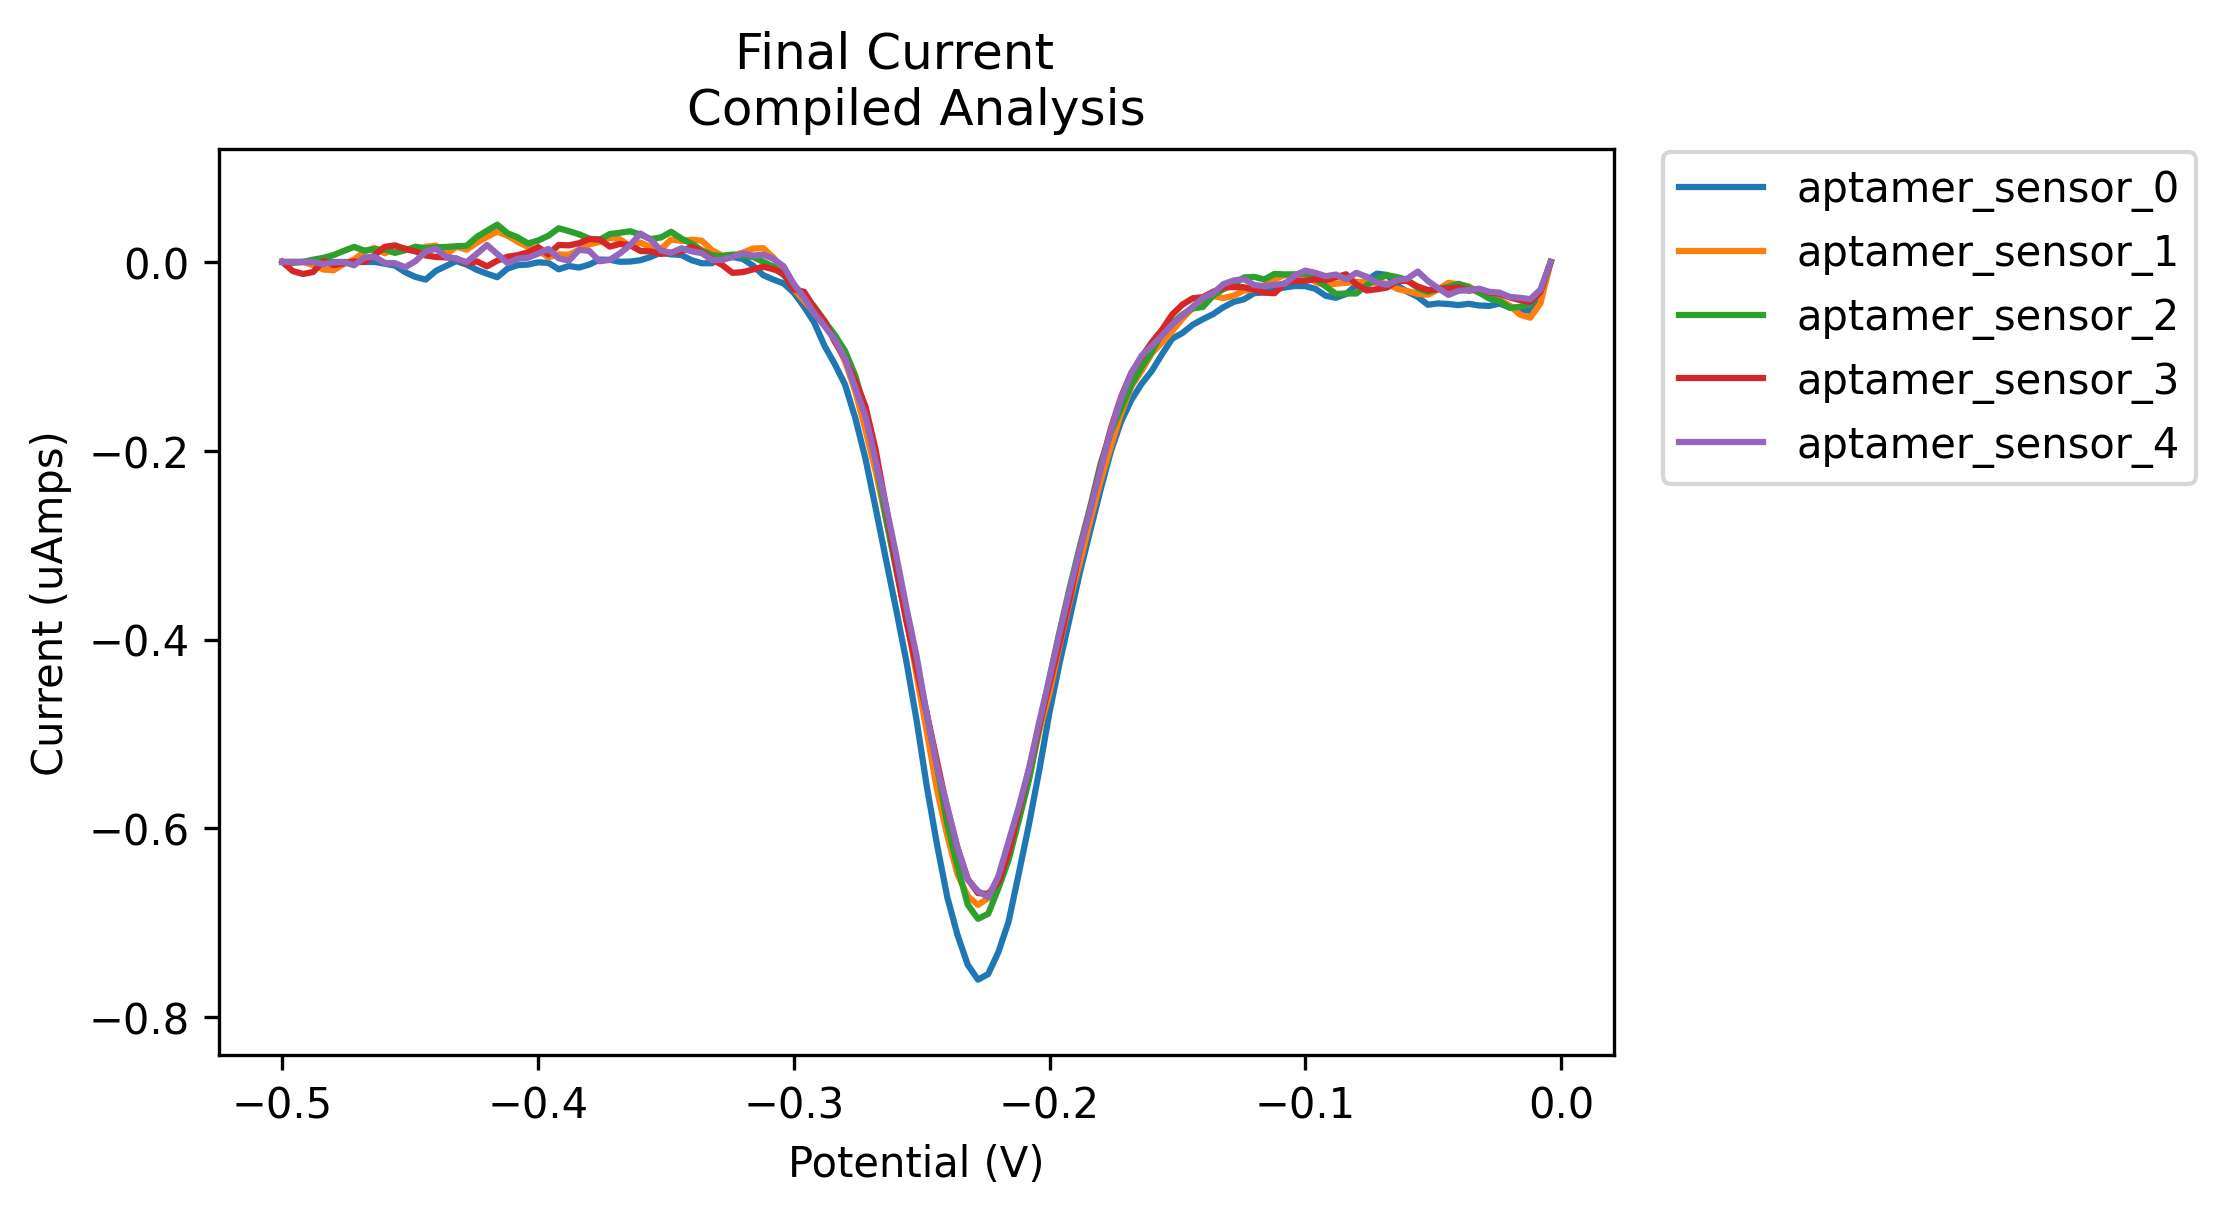 Final Current
Compiled Analysis
Current (uAmps)
0.0
−0.2
−0.4
−0.6
−0.8
−0.5
−0.4
−0.3
−0.2
−0.1
0.0
Potential (V)
aptamer_sensor_0
aptamer_sensor_1
aptamer_sensor_2
aptamer_sensor_3
aptamer_sensor_4